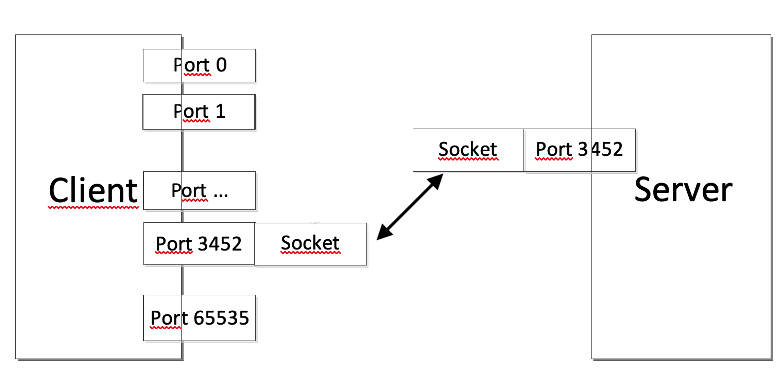 Port 0
Port 1
Client
Port ...
Port 3452
Socket
Port 65535
Socket
Port 3452
Server